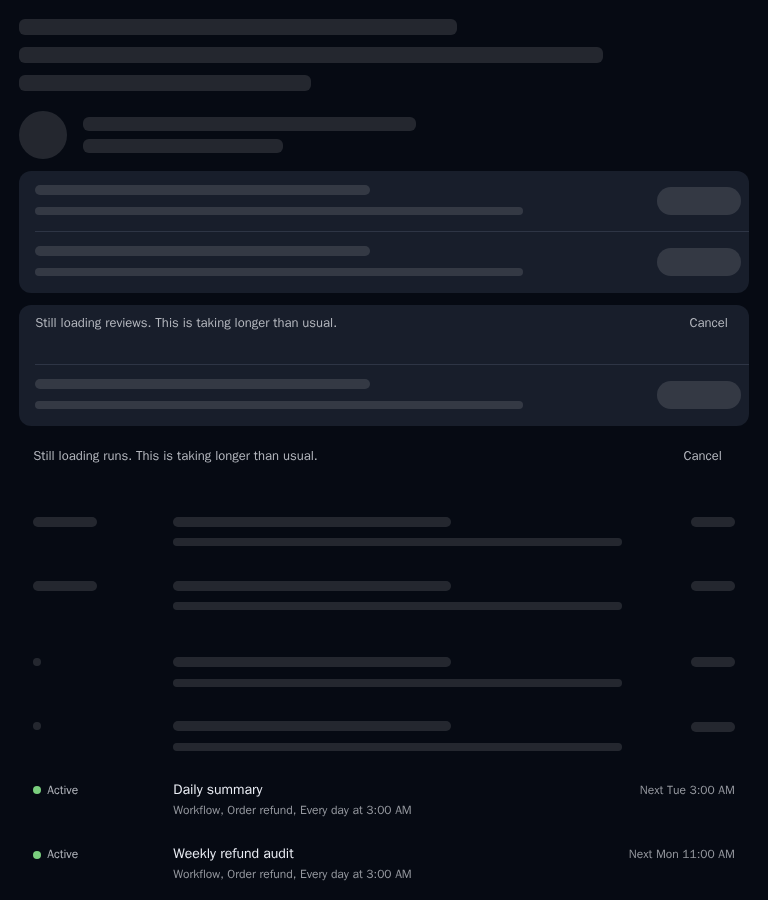 Still loading reviews. This is taking longer than usual. Cancel
Still loading runs. This is taking longer than usual. Cancel
Active Daily summary Next Tue 3:00 AM
Workflow, Order refund, Every day at 3:00 AM
Active Weekly refund audit Next Mon 11:00 AM
Workflow, Order refund, Every day at 3:00 AM